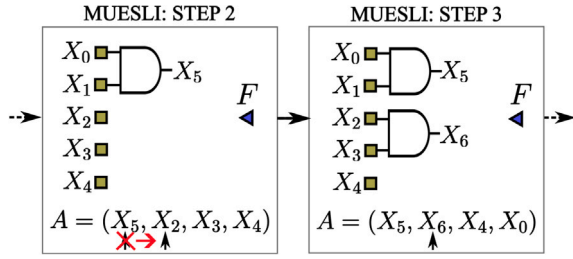 MUESLI: STEP 2
X₀
X₁
X₂
X₃
X₄
X₅
F
A = (X₅, X₂, X₃, X₄)
MUESLI: STEP 3
X₀
X₁
X₂
X₃
X₄
X₅
X₆
F
A = (X₅, X₆, X₄, X₀)